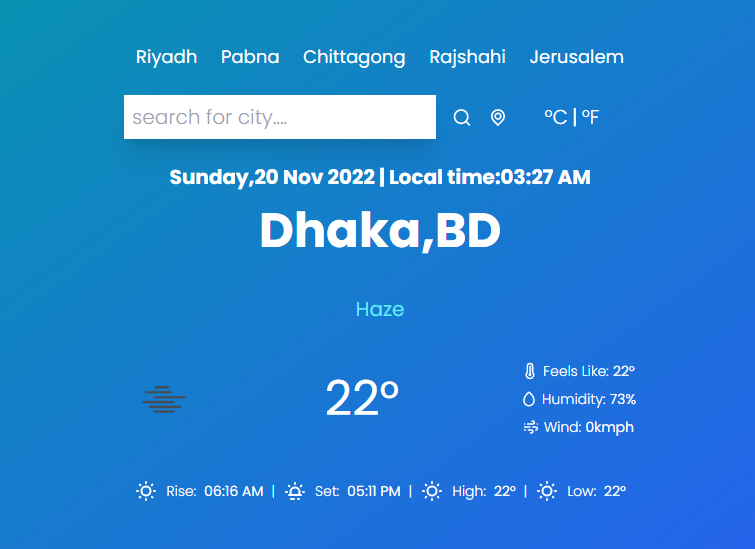 Riyadh Pabna Chittagong Rajshahi Jerusalem
search for city....
°C | °F
Sunday,20 Nov 2022 | Local time:03:27 AM
Dhaka,BD
Haze
22°
Feels Like: 22°
Humidity: 73%
Wind: 0kmph
Rise: 06:16 AM | Set: 05:11 PM | High: 22° | Low: 22°